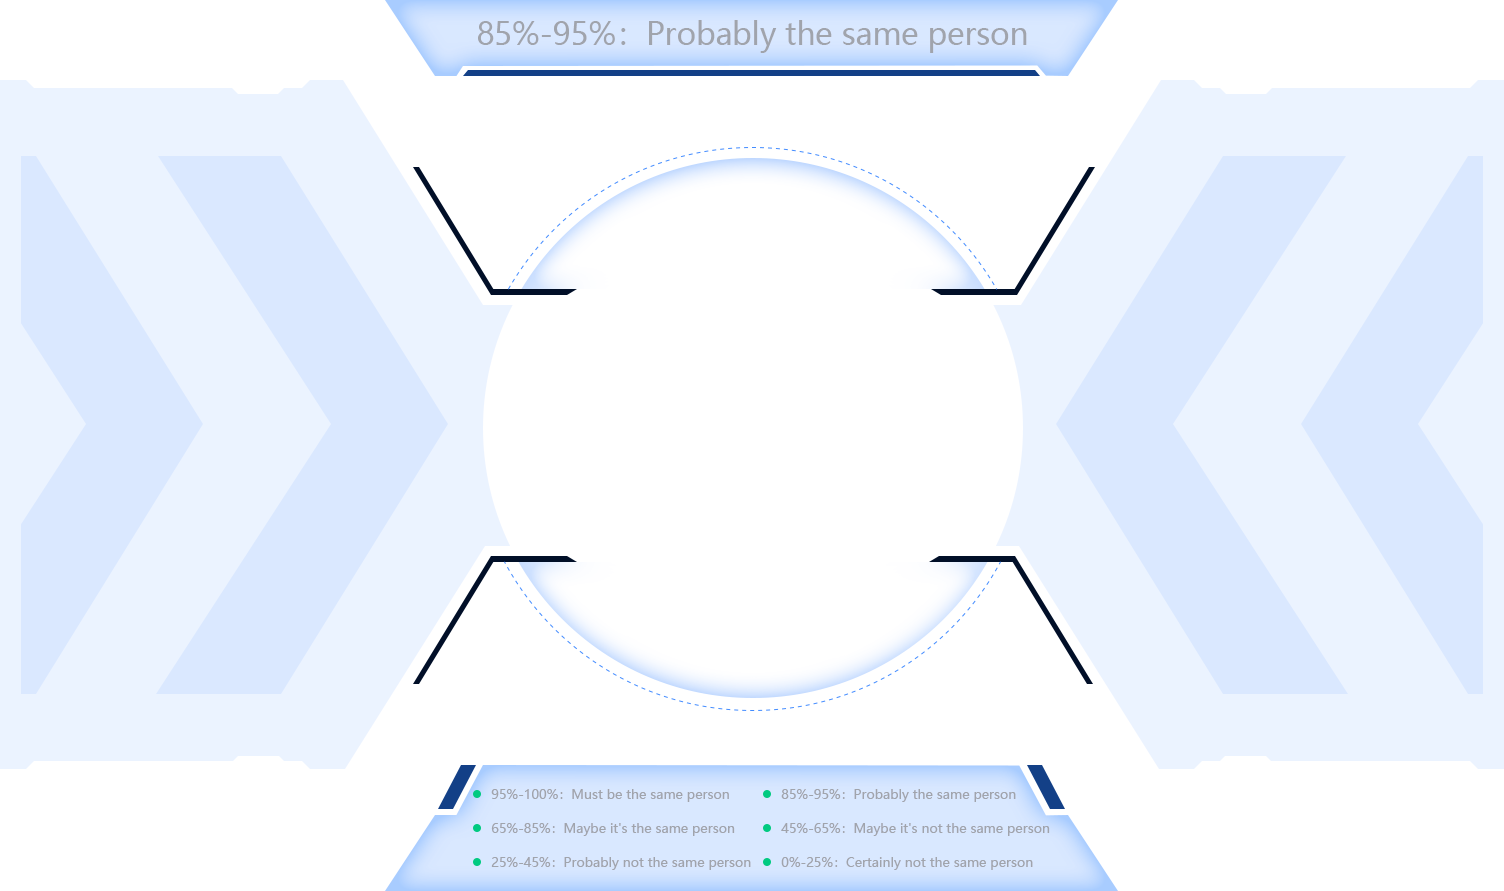 85%-95%: Probably the same person
95%-100%: Must be the same person
85%-95%: Probably the same person
65%-85%: Maybe it's the same person
45%-65%: Maybe it's not the same person
25%-45%: Probably not the same person
0%-25%: Certainly not the same person